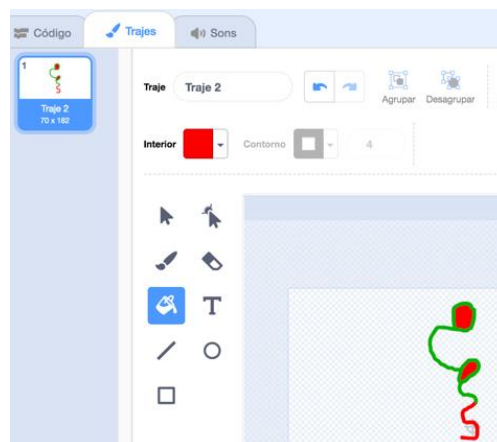 Código Trajes Sons
1
Traje 2
70 x 182
Traje Traje 2
Agrupar Desagrupar
Interior Contorno 4
T